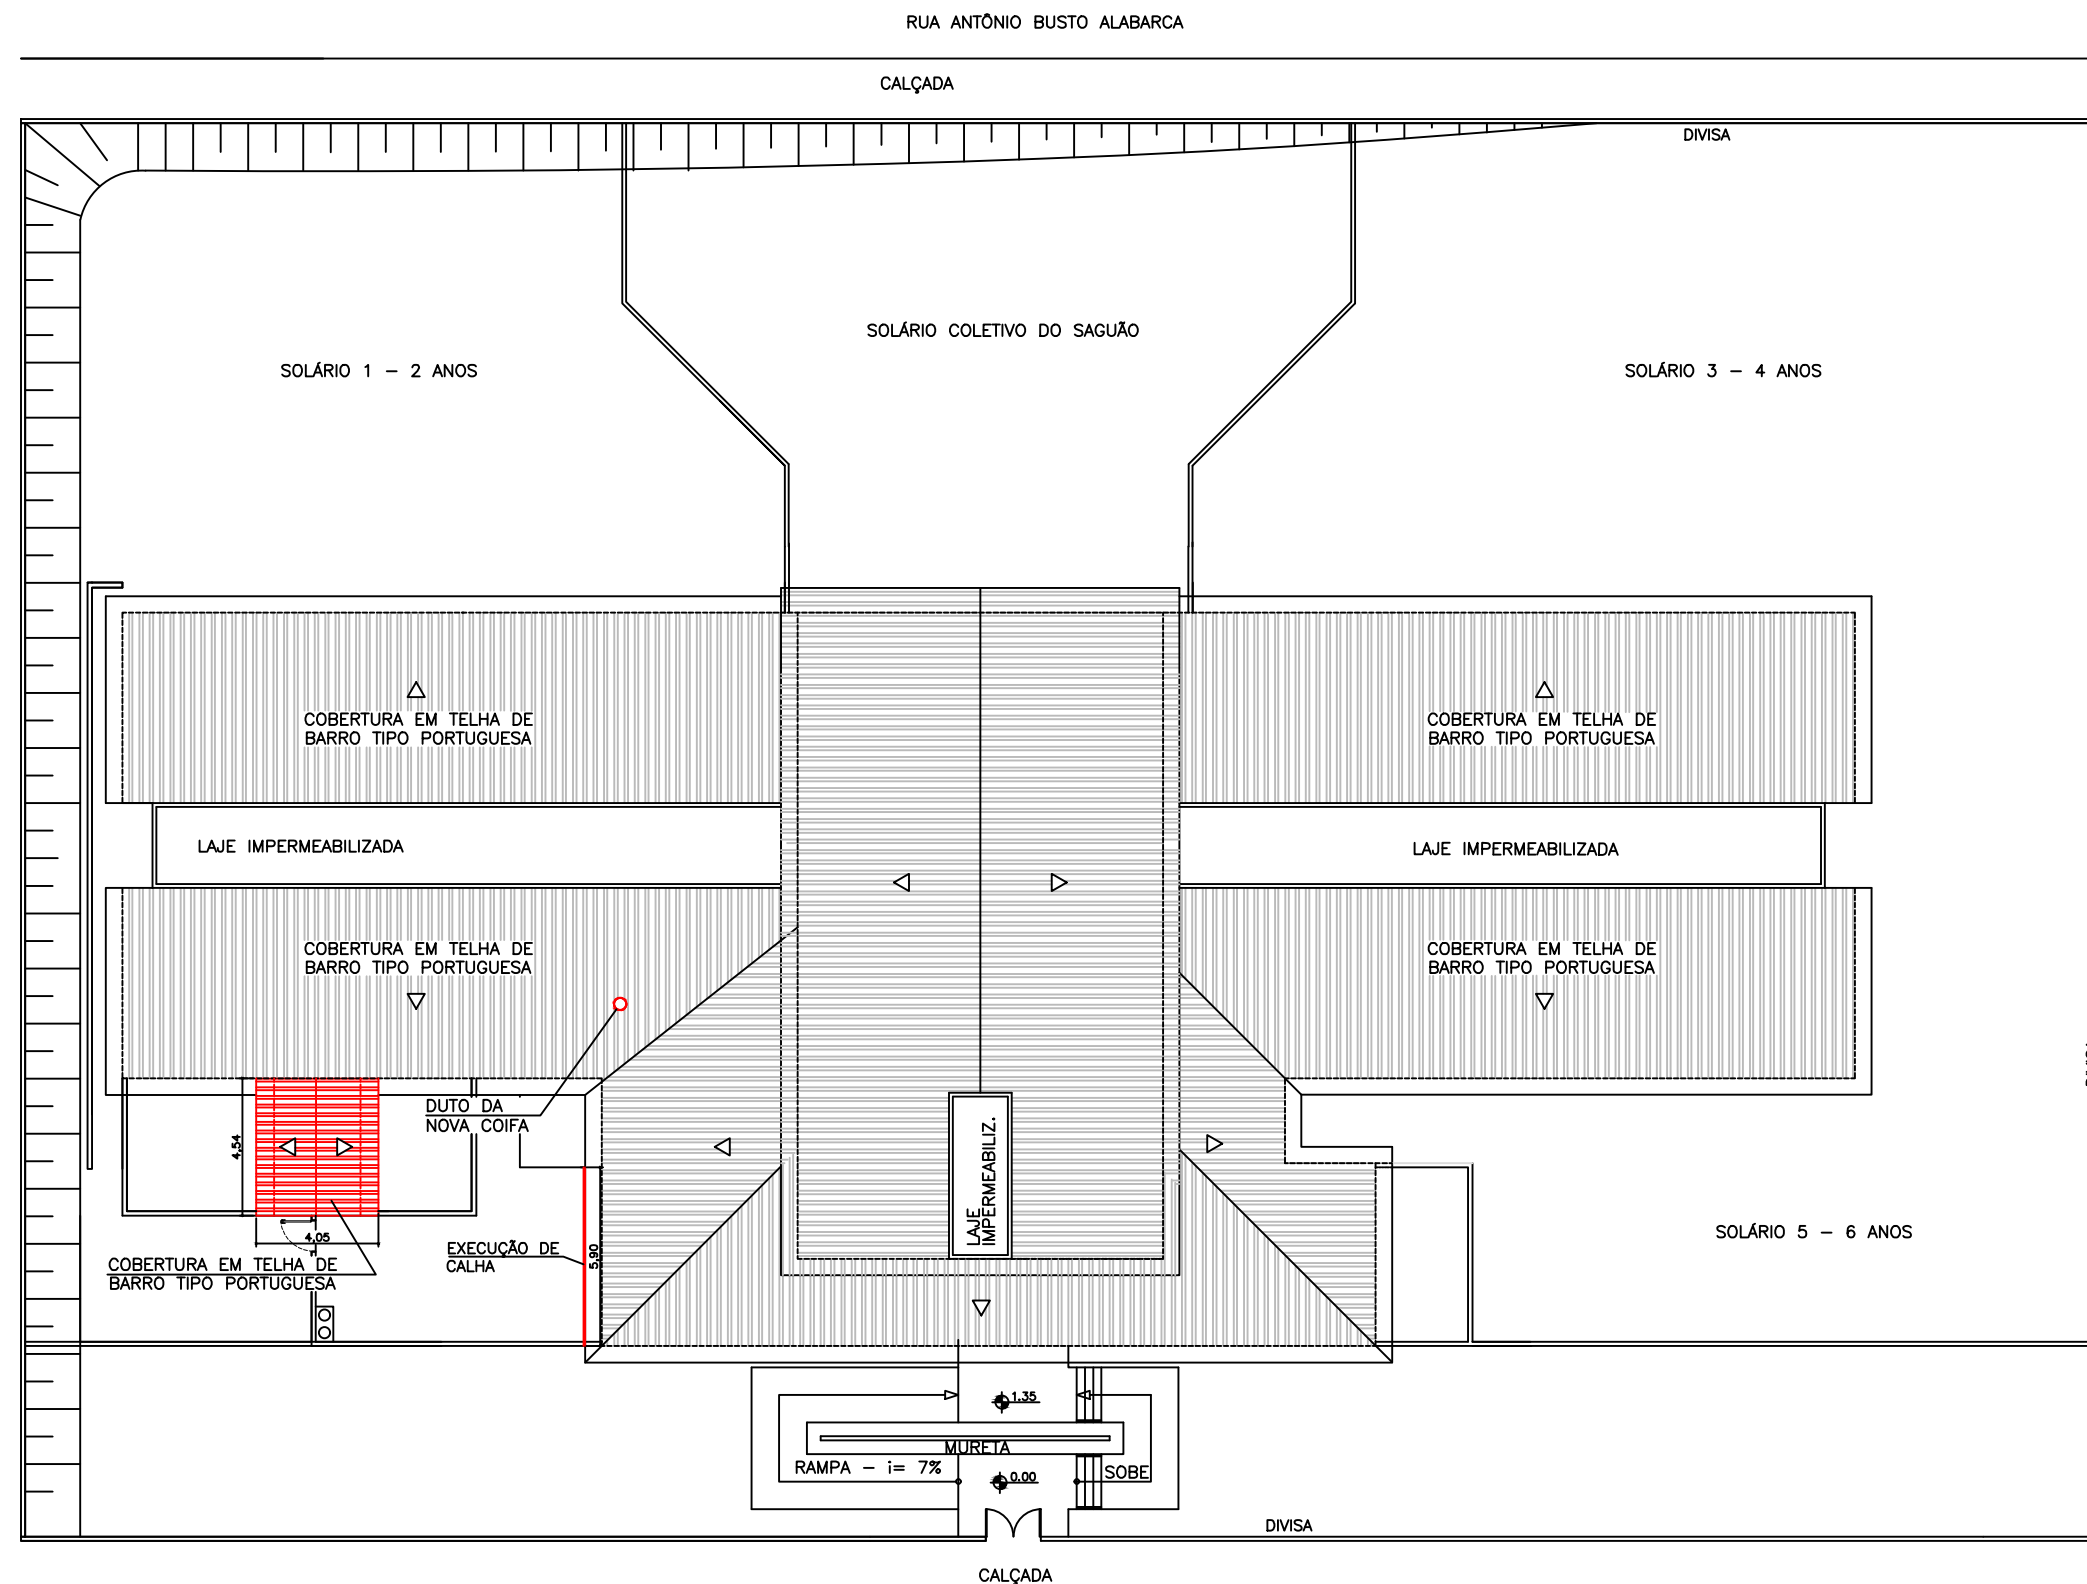 RUA ANTÔNIO BUSTO ALABARCA
CALÇADA
DIVISA
SOLÁRIO COLETIVO DO SAGUÃO
SOLÁRIO 1 - 2 ANOS
SOLÁRIO 3 - 4 ANOS
COBERTURA EM TELHA DE
BARRO TIPO PORTUGUESA
COBERTURA EM TELHA DE
BARRO TIPO PORTUGUESA
LAJE IMPERMEABILIZADA
LAJE IMPERMEABILIZADA
COBERTURA EM TELHA DE
BARRO TIPO PORTUGUESA
COBERTURA EM TELHA DE
BARRO TIPO PORTUGUESA
DUTO DA
NOVA COIFA
4,54
LAJE
IMPERMEABILIZ.
4,05
SOLÁRIO 5 - 6 ANOS
EXECUÇÃO DE
CALHA
5,90
COBERTURA EM TELHA DE
BARRO TIPO PORTUGUESA
1.35
MURETA
RAMPA - i= 7%
0.00
SOBE
DIVISA
CALÇADA